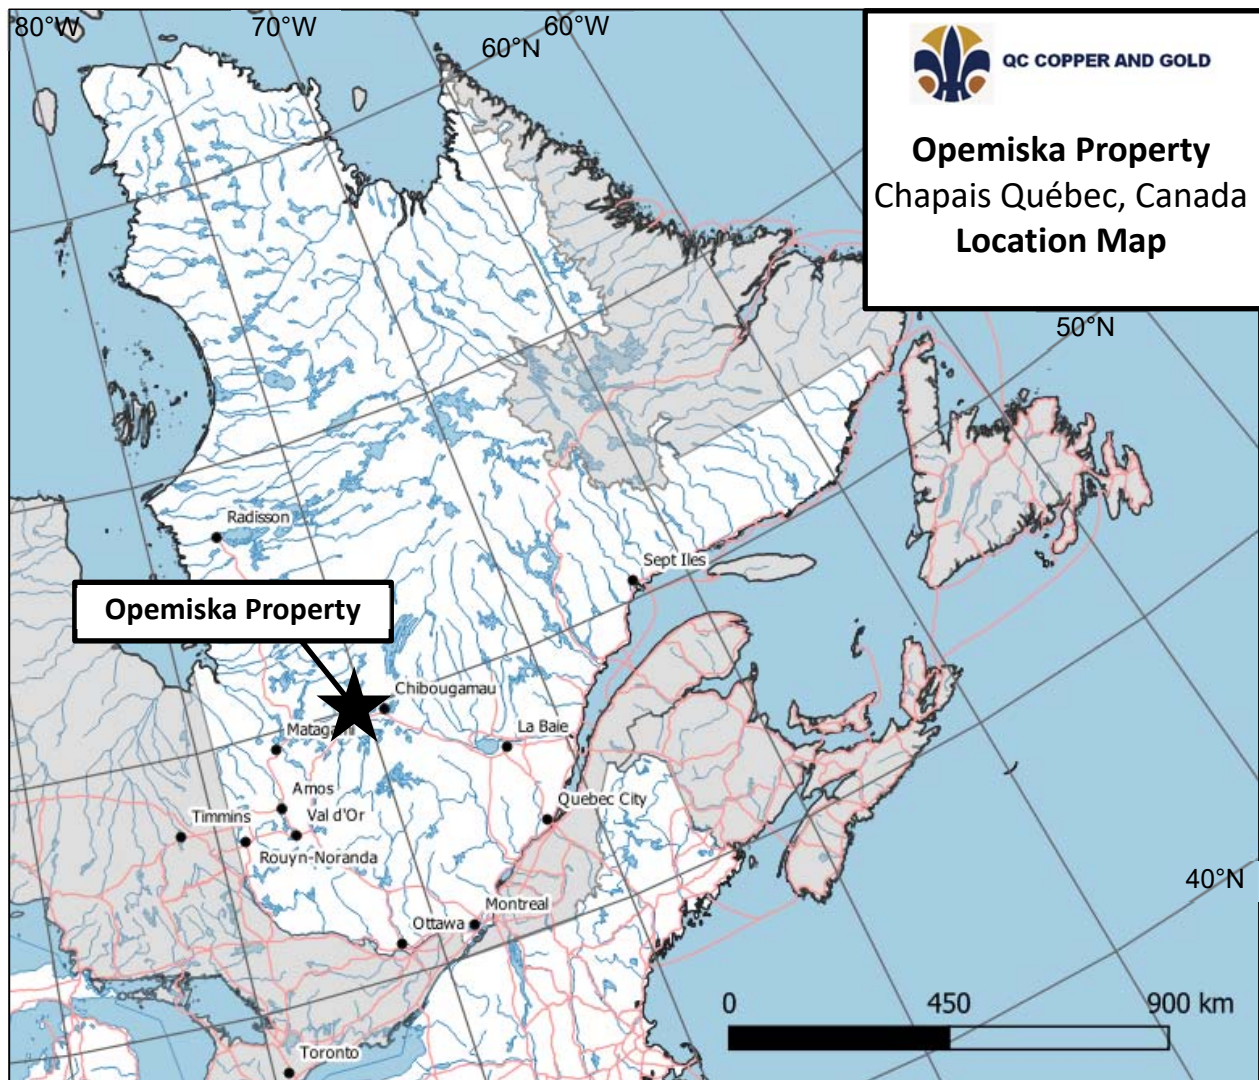 80°W
70°W
60°N
60°W
QC COPPER AND GOLD
Opemiska Property
Chapais Québec, Canada
Location Map
50°N
Radisson
Sept Iles
Opemiska Property
Chibougamau
Matagami
La Baie
Amos
Val d'Or
Timmins
Quebec City
Rouyn-Noranda
Montreal
Ottawa
40°N
0 450 900 km
Toronto